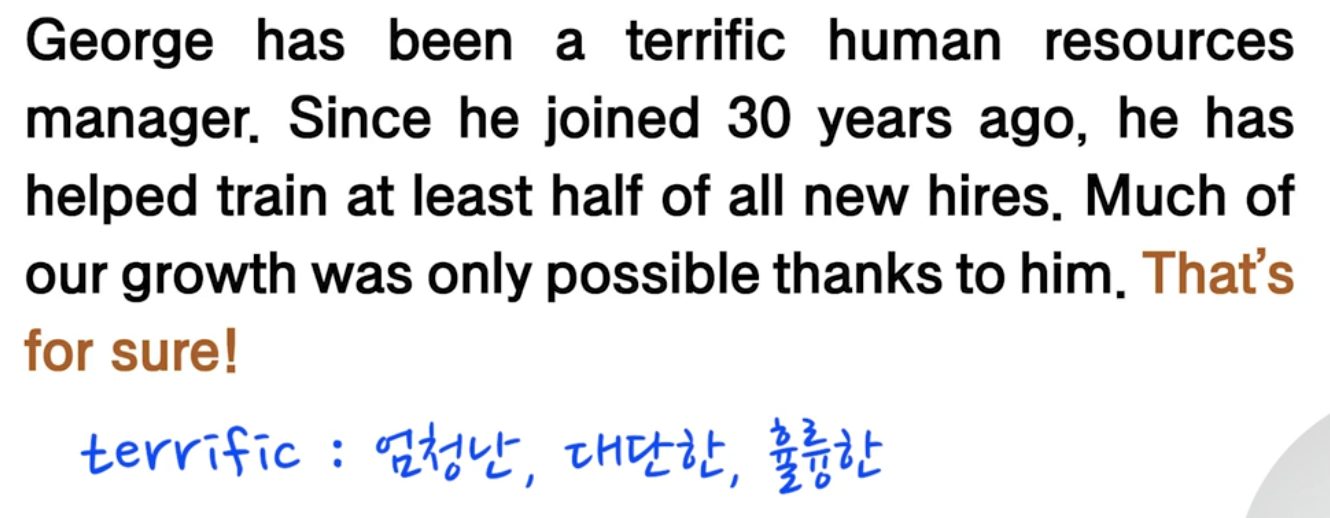 George has been a terrific human resources
manager. Since he joined 30 years ago, he has
helped train at least half of all new hires. Much of
our growth was only possible thanks to him. That's
for sure!
terrific : 엄청난, 대단한, 훌륭한